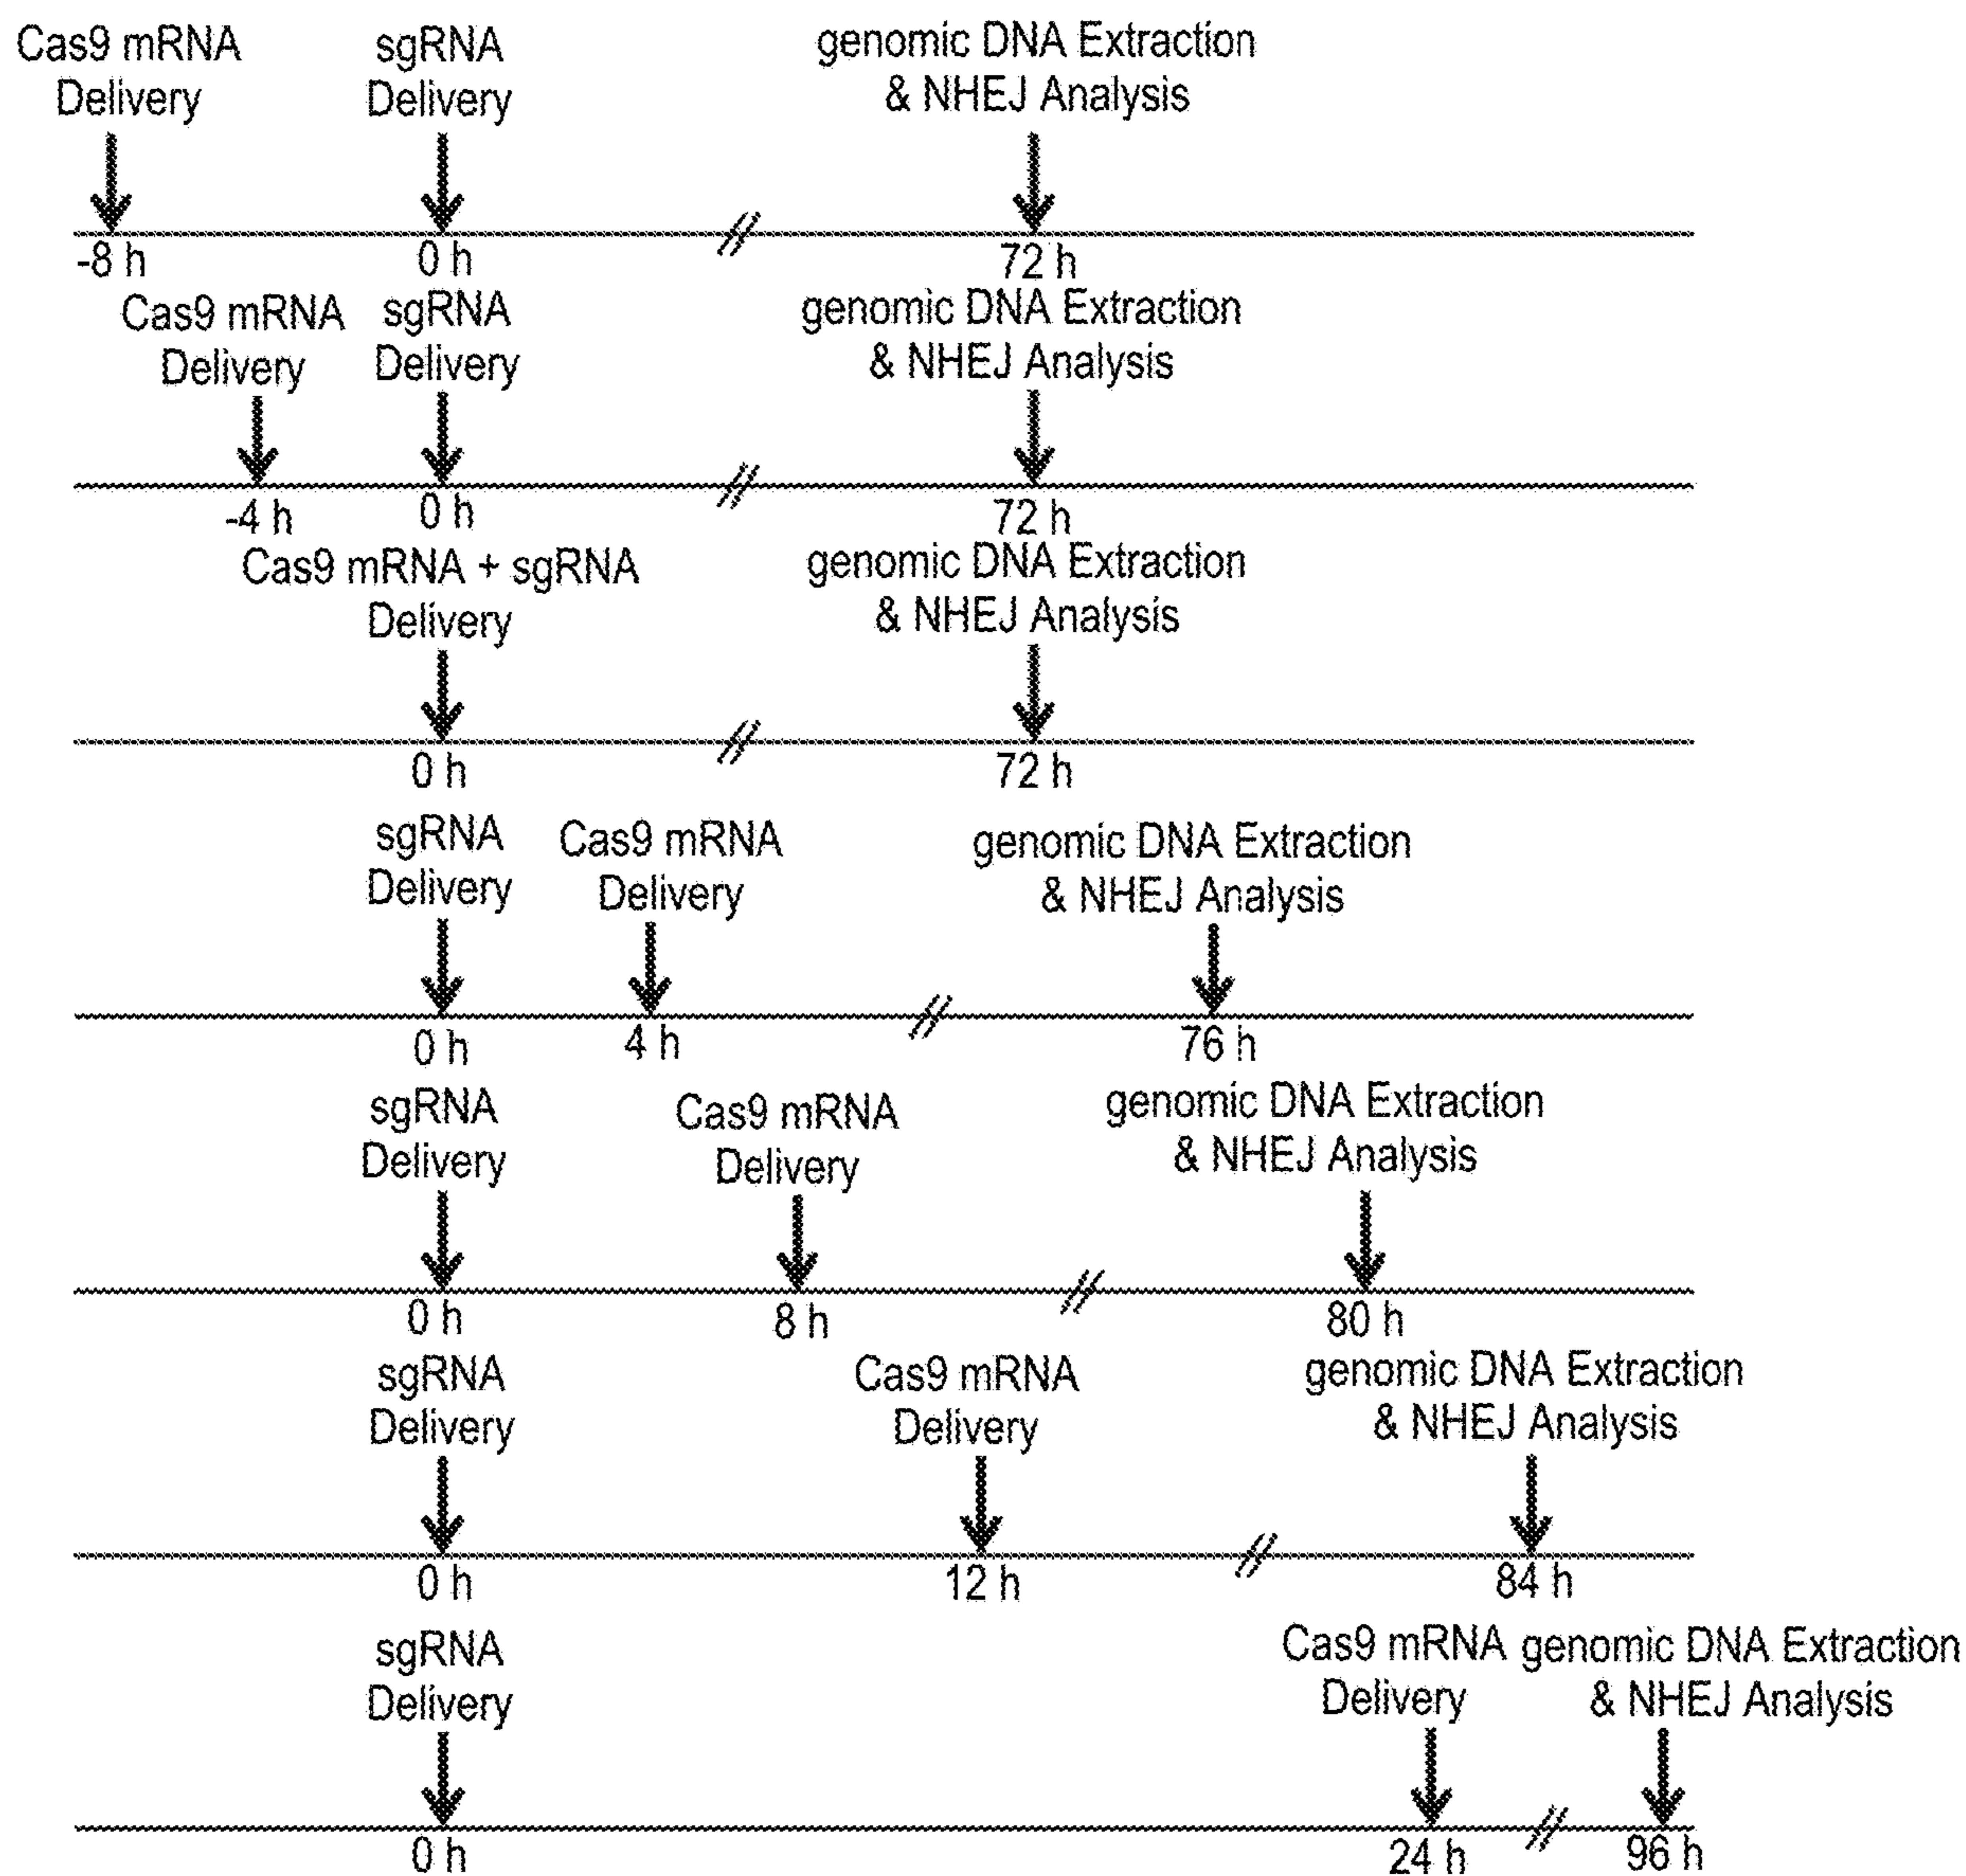 Cas9 mRNA
Delivery
sgRNA
Delivery
genomic DNA Extraction
& NHEJ Analysis
-8 h
0 h
72 h
Cas9 mRNA
Delivery
sgRNA
Delivery
genomic DNA Extraction
& NHEJ Analysis
-4 h
0 h
72 h
Cas9 mRNA + sgRNA
Delivery
genomic DNA Extraction
& NHEJ Analysis
0 h
72 h
sgRNA
Delivery
Cas9 mRNA
Delivery
genomic DNA Extraction
& NHEJ Analysis
0 h
4 h
76 h
sgRNA
Delivery
Cas9 mRNA
Delivery
genomic DNA Extraction
& NHEJ Analysis
0 h
8 h
80 h
sgRNA
Delivery
Cas9 mRNA
Delivery
genomic DNA Extraction
& NHEJ Analysis
0 h
12 h
84 h
sgRNA
Delivery
Cas9 mRNA
Delivery
genomic DNA Extraction
& NHEJ Analysis
0 h
24 h
96 h